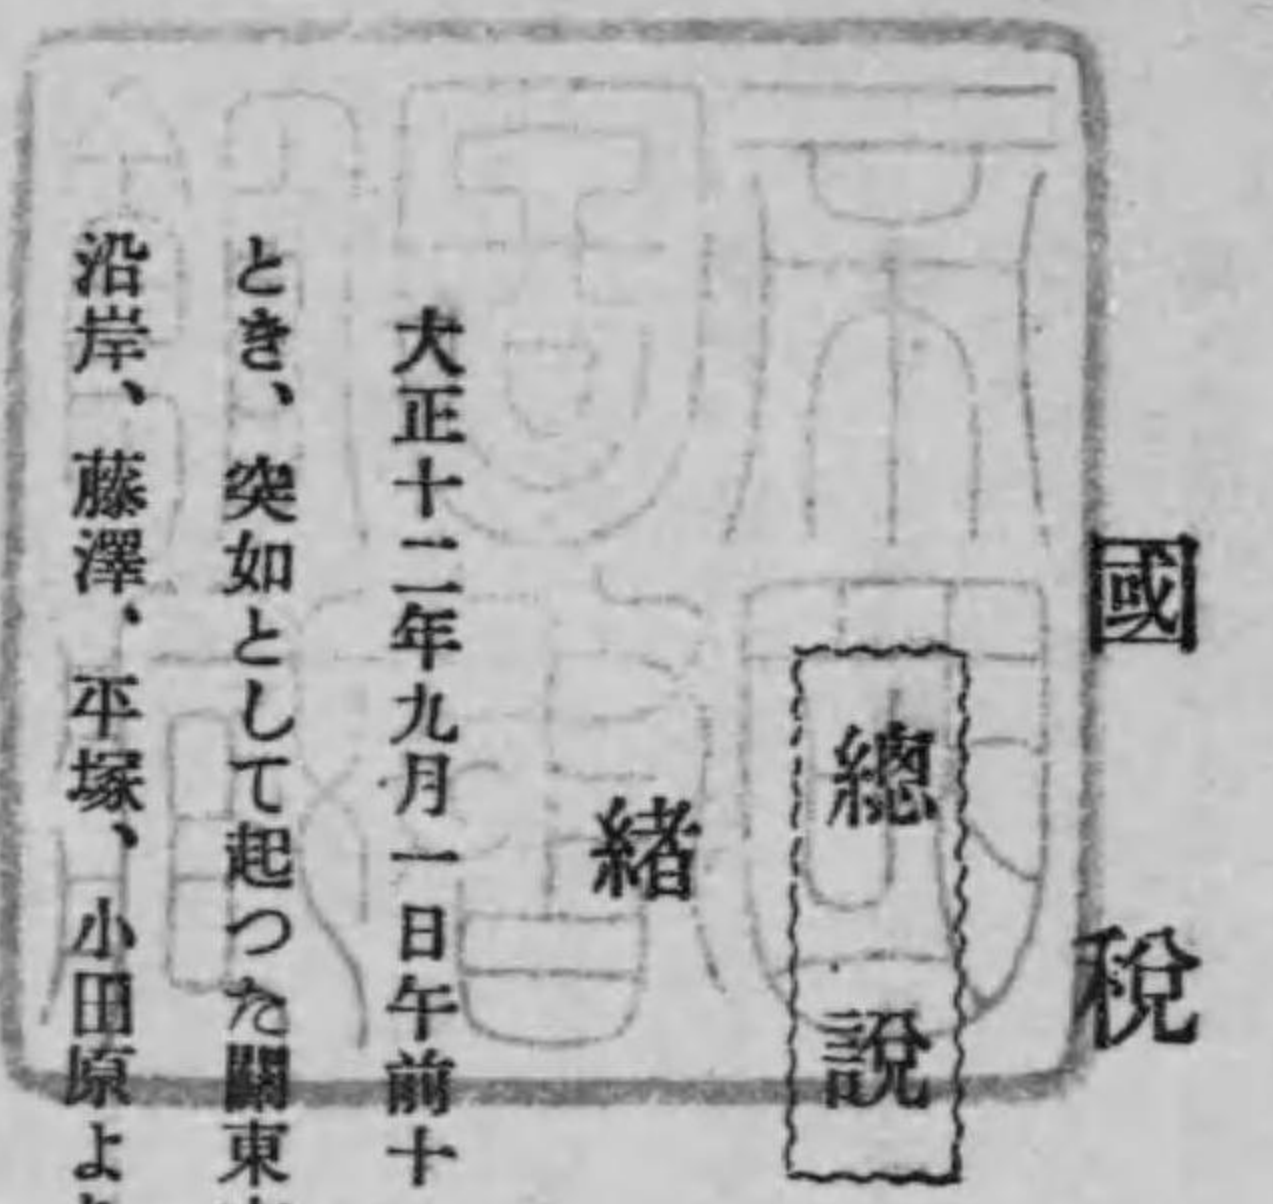 國稅
總說
緒
大正十二年九月一日午前十
とき、突如として起つた關東
沿岸、藤澤、平塚、小田原よ